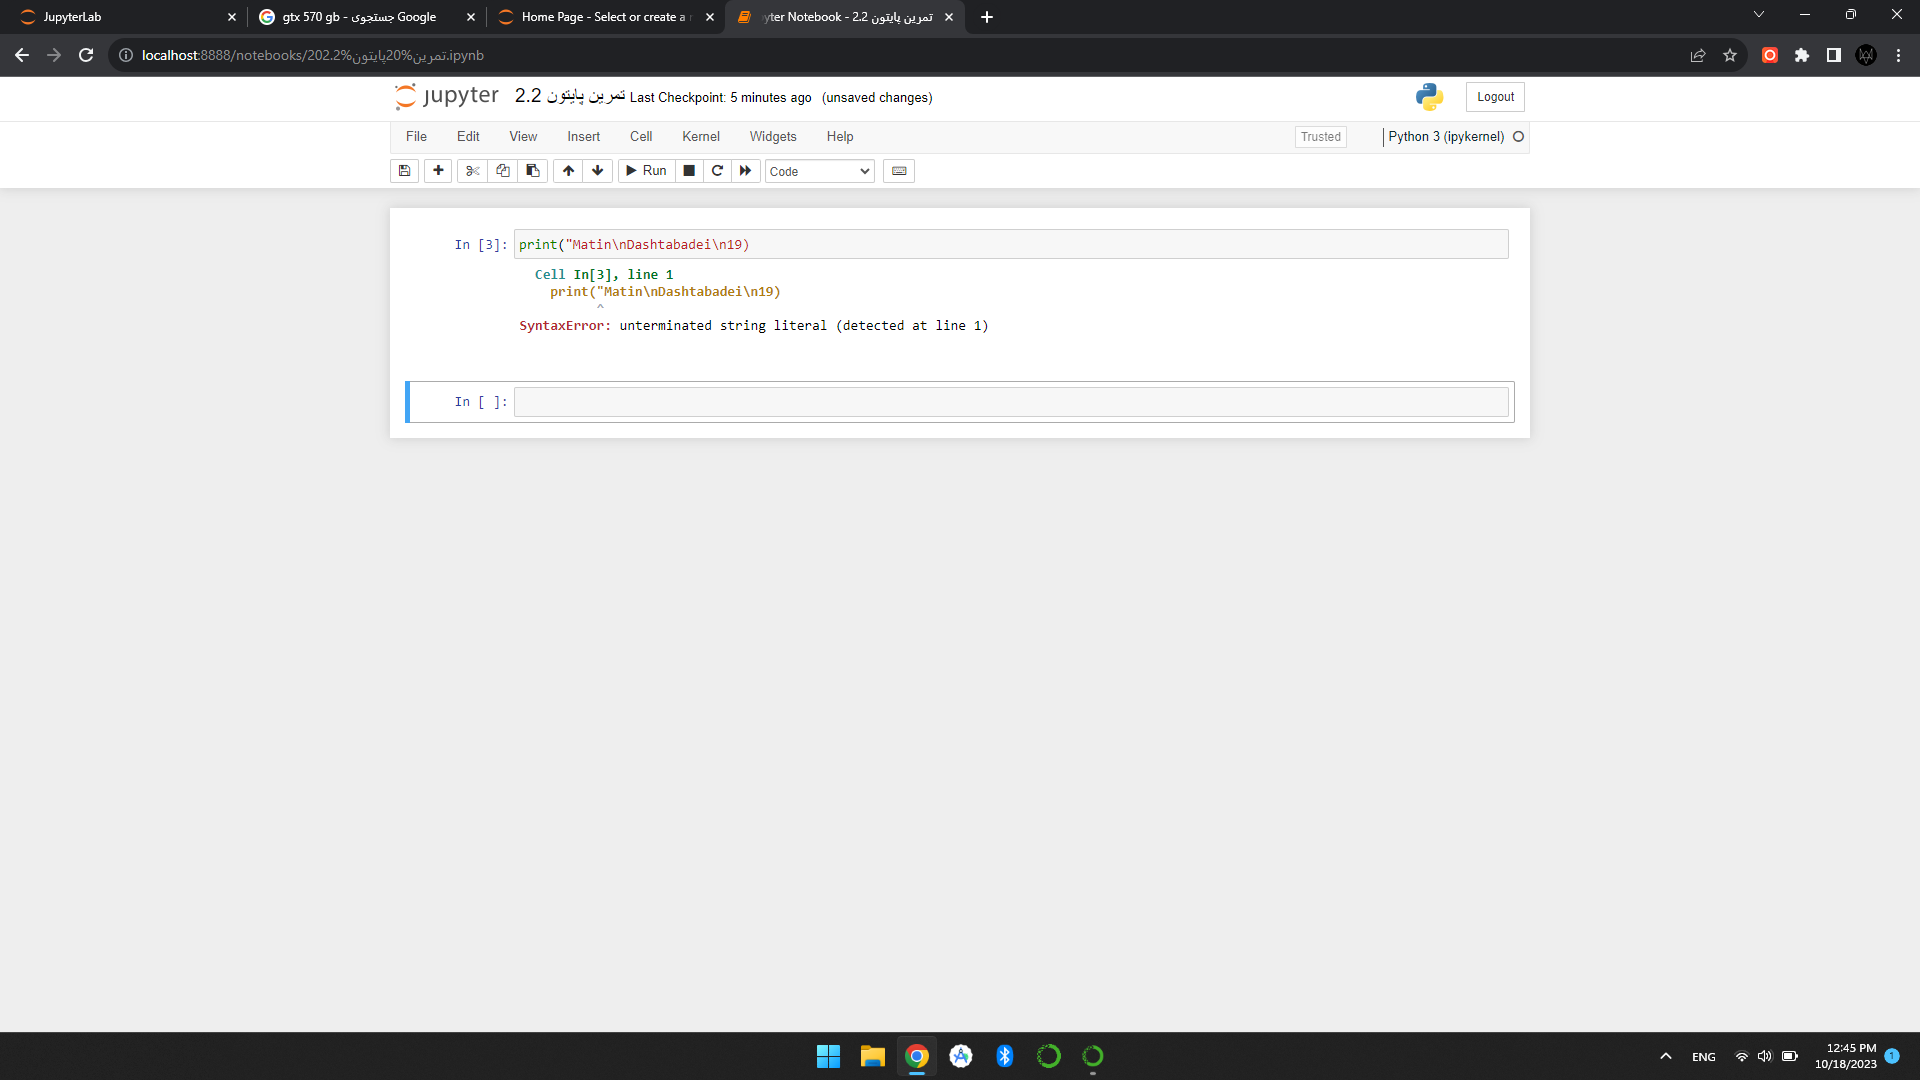 JupyterLab
gtx 570 gb - جستجوی Google
Home Page - Select or create a
yter Notebook - 2.2 تمرین پایتون
localhost:8888/notebooks/202.2%تمرین%20پایتون.ipynb
jupyter تمرین پایتون 2.2 Last Checkpoint: 5 minutes ago (unsaved changes)
Logout
File Edit View Insert Cell Kernel Widgets Help
Trusted
Python 3 (ipykernel)
Run
Code
In [3]: print("Matin\nDashtabadei\n19)
Cell In[3], line 1
print("Matin\nDashtabadei\n19)
^
SyntaxError: unterminated string literal (detected at line 1)
In [ ]:
ENG
12:45 PM
10/18/2023
1